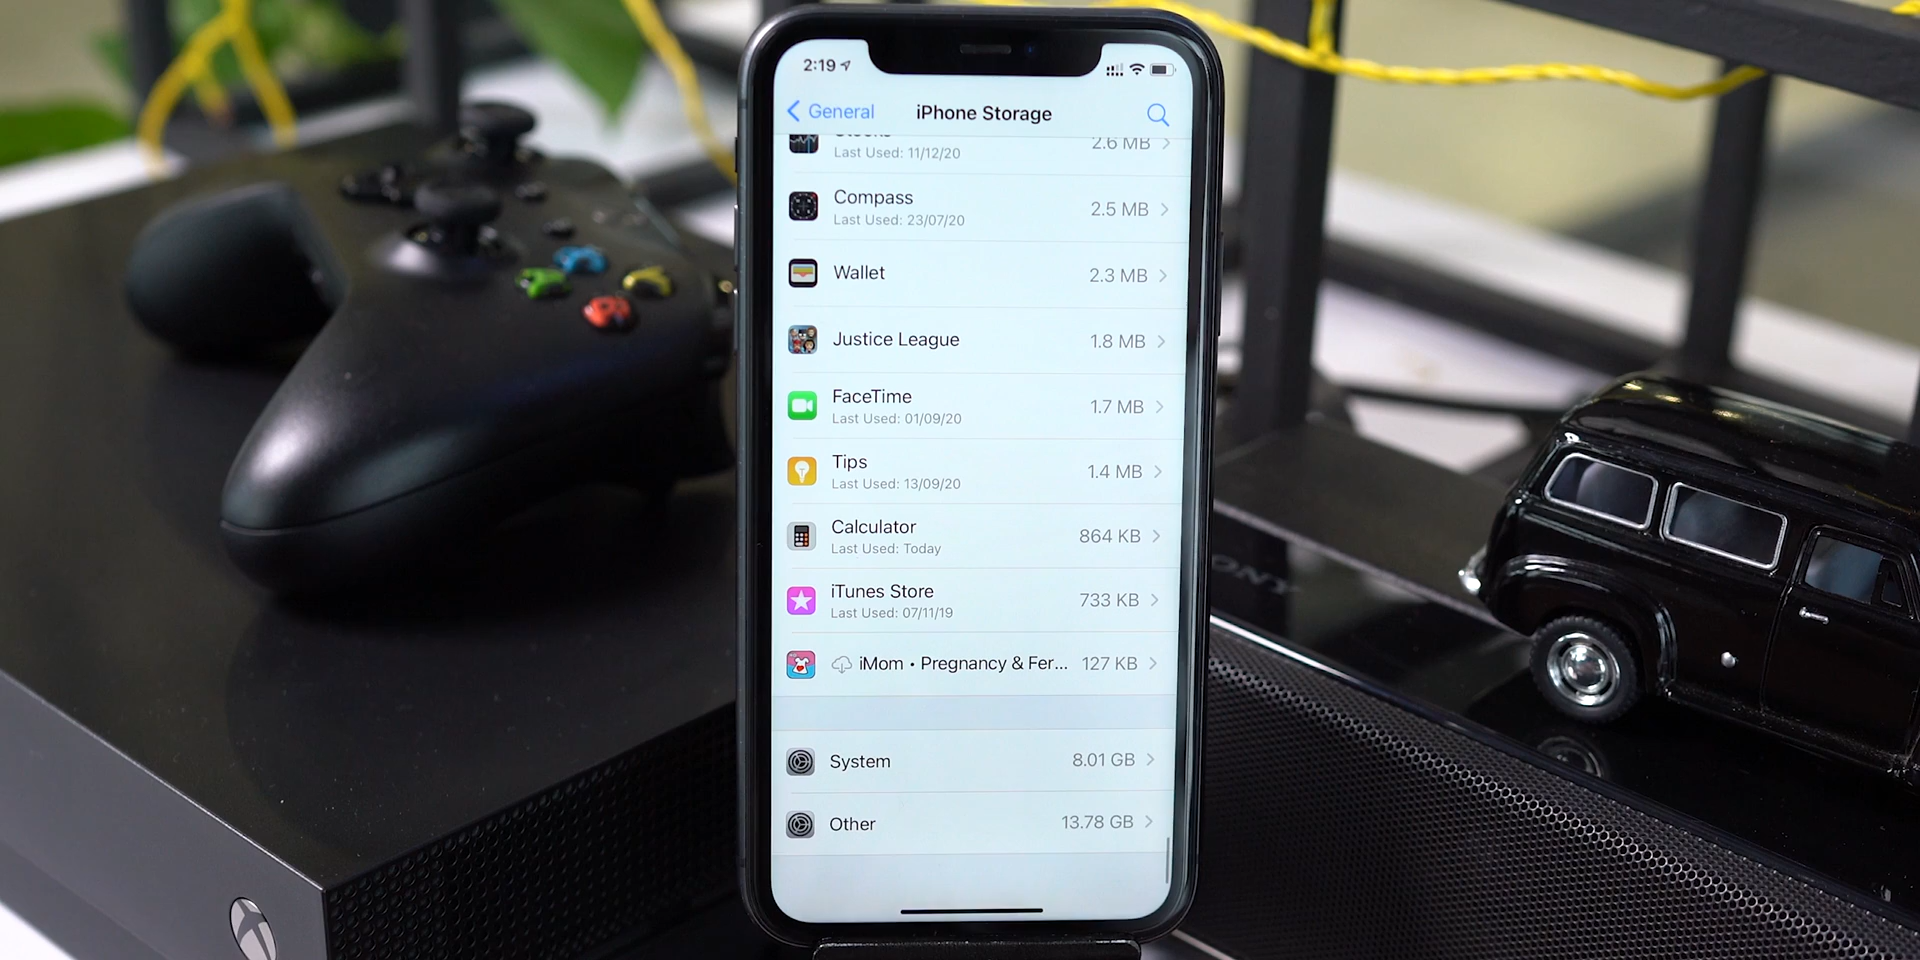 2:19
General
iPhone Storage
Stocks
2.6 MB
Last Used: 11/12/20
Compass
2.5 MB
Last Used: 23/07/20
Wallet
2.3 MB
Justice League
1.8 MB
FaceTime
1.7 MB
Last Used: 01/09/20
Tips
1.4 MB
Last Used: 13/09/20
Calculator
864 KB
Last Used: Today
iTunes Store
733 KB
Last Used: 07/11/19
iMom • Pregnancy & Fer...
127 KB
System
8.01 GB
Other
13.78 GB
SONY